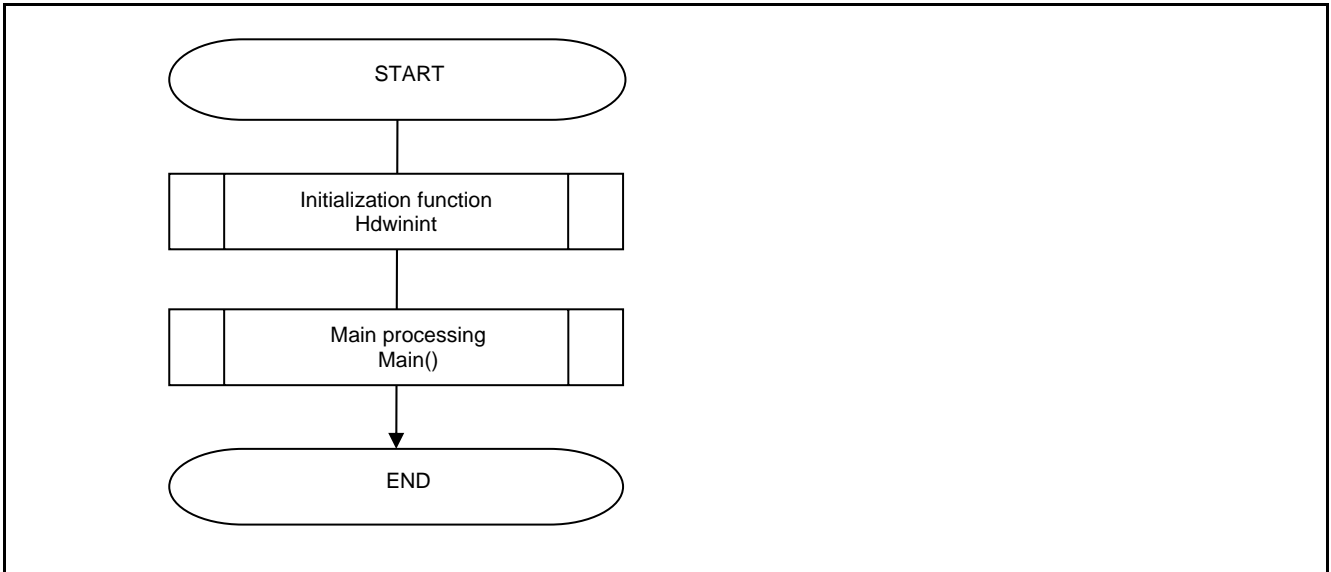 START
Initialization function
Hdwinint
Main processing
Main()
END